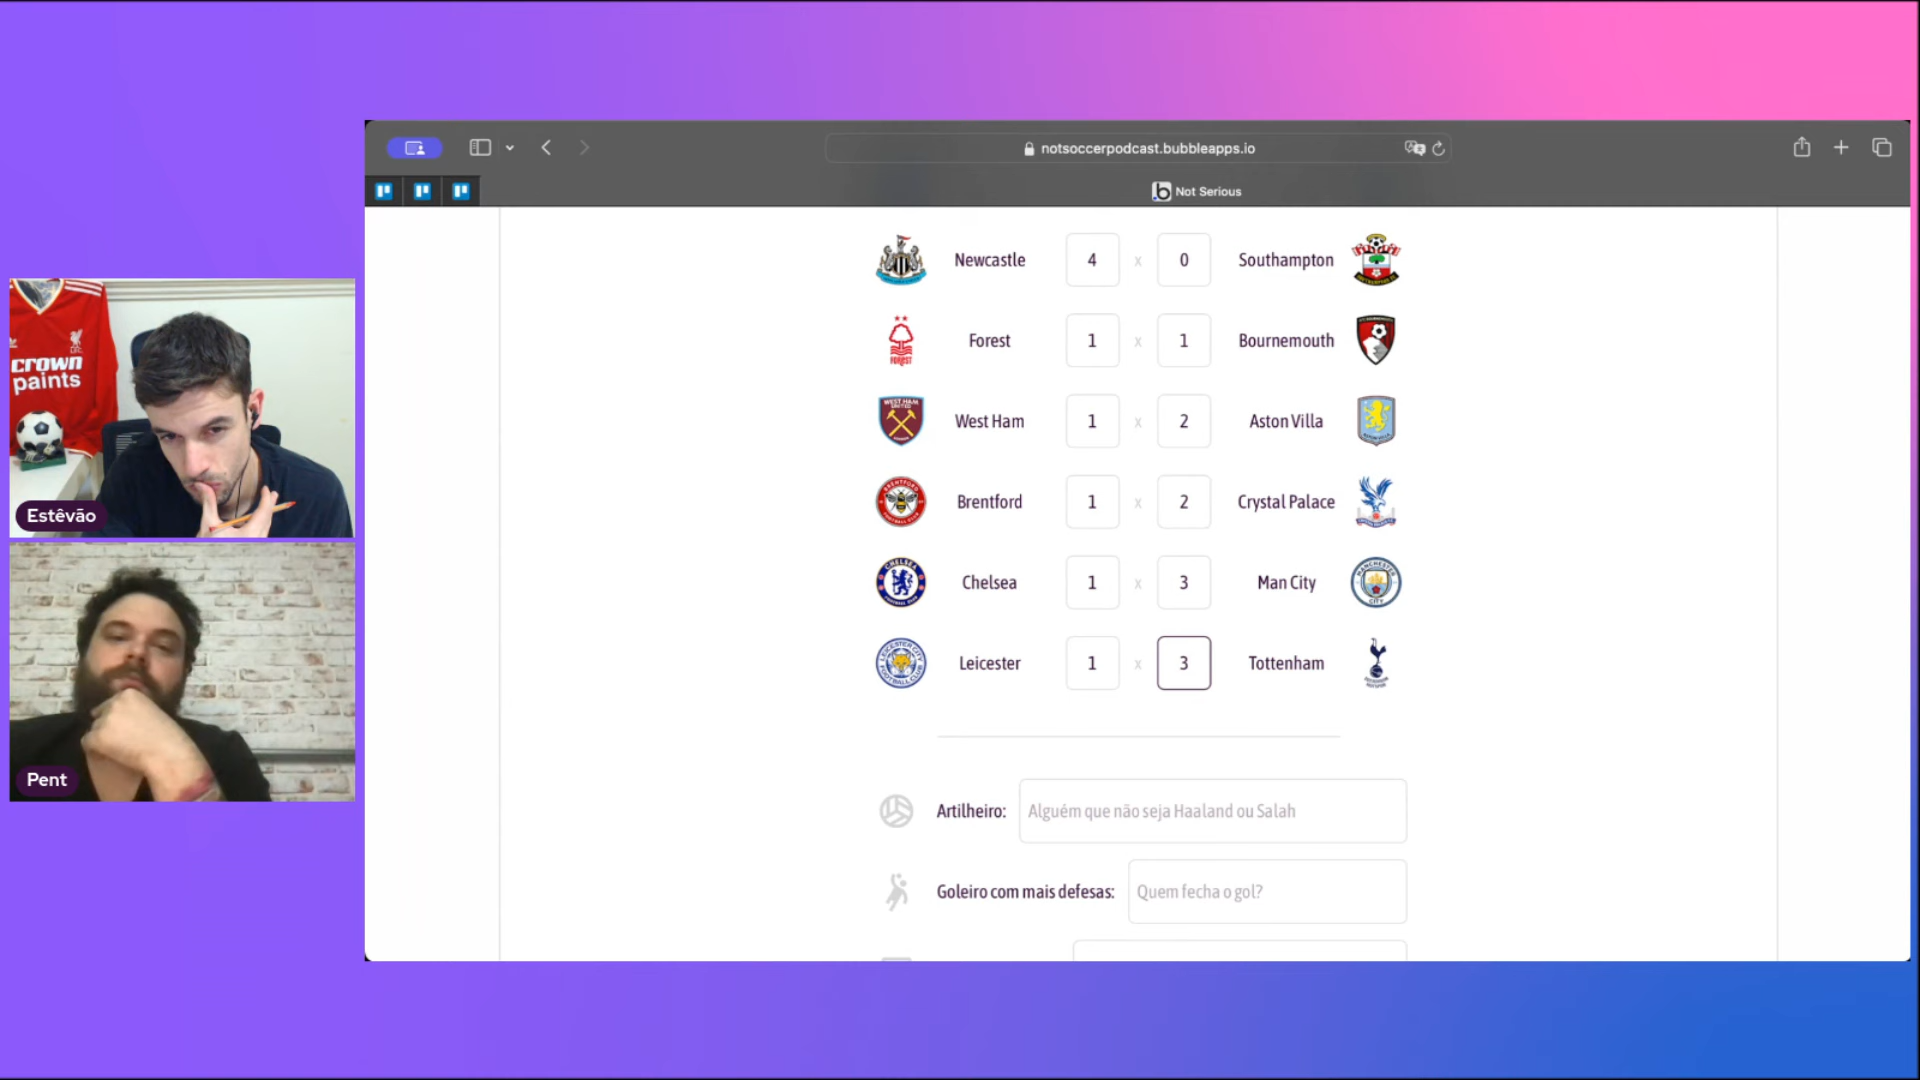 notsoccerpodcast.bubbleapps.io
Not Serious
Newcastle 4 x 0 Southampton
Forest 1 x 1 Bournemouth
West Ham 1 x 2 Aston Villa
Brentford 1 x 2 Crystal Palace
Chelsea 1 x 3 Man City
Leicester 1 x 3 Tottenham
Artilheiro: Alguém que não seja Haaland ou Salah
Goleiro com mais defesas: Quem fecha o gol?
crown
paints
Estêvão
Pent